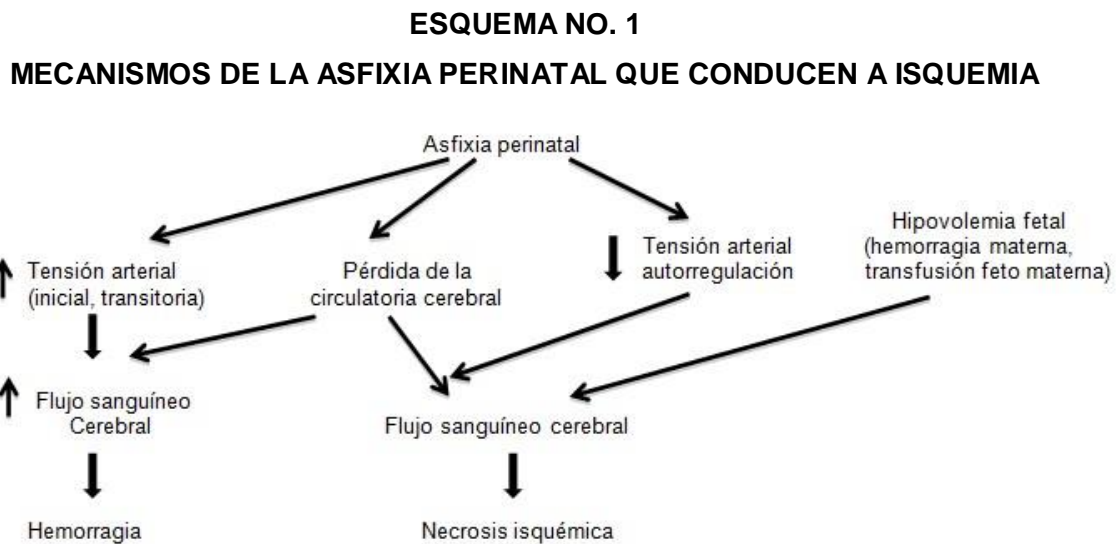 ESQUEMA NO. 1
MECANISMOS DE LA ASFIXIA PERINATAL QUE CONDUCEN A ISQUEMIA
Asfixia perinatal
Tensión arterial
(inicial, transitoria)
Pérdida de la
circulatoria cerebral
Tensión arterial
autorregulación
Hipovolemia fetal
(hemorragia materna,
transfusión feto materna)
Flujo sanguíneo
Cerebral
Flujo sanguíneo cerebral
Hemorragia
Necrosis isquémica